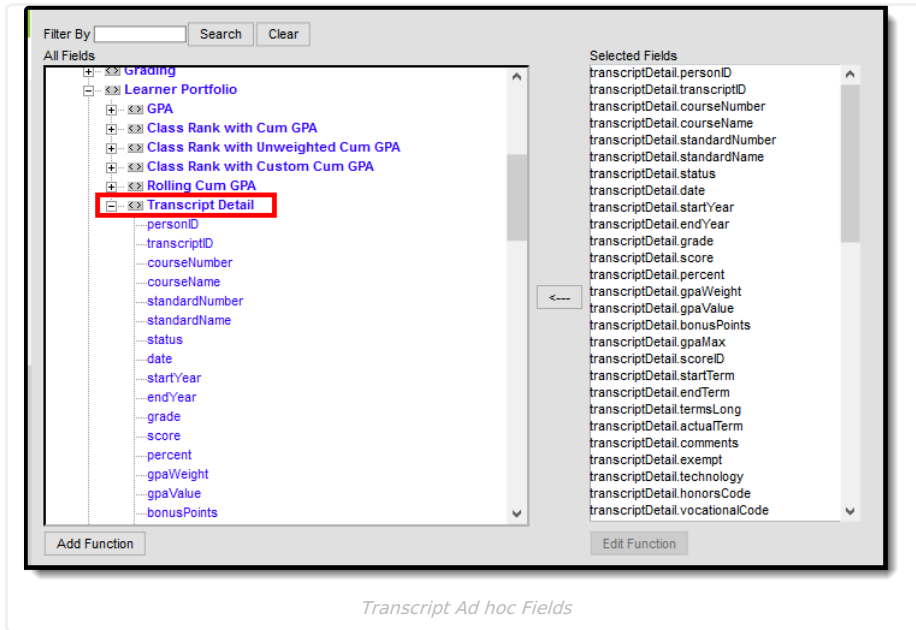 Filter By Search Clear
All Fields
Grading
Learner Portfolio
GPA
Class Rank with Cum GPA
Class Rank with Unweighted Cum GPA
Class Rank with Custom Cum GPA
Rolling Cum GPA
Transcript Detail
personID
transcriptID
courseNumber
courseName
standardNumber
standardName
status
date
startYear
endYear
grade
score
percent
gpaWeight
gpaValue
bonusPoints
Add Function
<---
Selected Fields
transcriptDetail.personID
transcriptDetail.transcriptID
transcriptDetail.courseNumber
transcriptDetail.courseName
transcriptDetail.standardNumber
transcriptDetail.standardName
transcriptDetail.status
transcriptDetail.date
transcriptDetail.startYear
transcriptDetail.endYear
transcriptDetail.grade
transcriptDetail.score
transcriptDetail.percent
transcriptDetail.gpaWeight
transcriptDetail.gpaValue
transcriptDetail.bonusPoints
transcriptDetail.gpaMax
transcriptDetail.scoreID
transcriptDetail.startTerm
transcriptDetail.endTerm
transcriptDetail.termsLong
transcriptDetail.actualTerm
transcriptDetail.comments
transcriptDetail.exempt
transcriptDetail.technology
transcriptDetail.honorsCode
transcriptDetail.vocationalCode
Edit Function
Transcript Ad hoc Fields